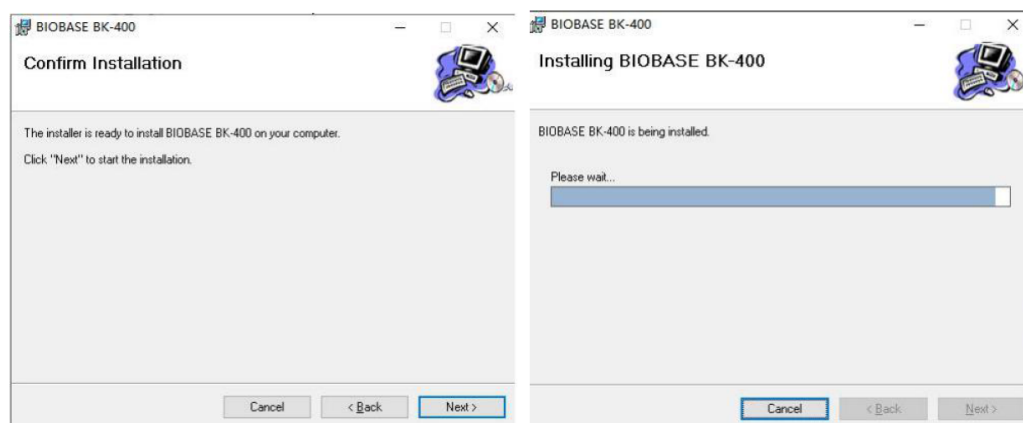 BIOBASE BK-400
Confirm Installation
The installer is ready to install BIOBASE BK-400 on your computer.
Click "Next" to start the installation.
Cancel
< Back
Next >
BIOBASE BK-400
Installing BIOBASE BK-400
BIOBASE BK-400 is being installed.
Please wait...
Cancel
< Back
Next >